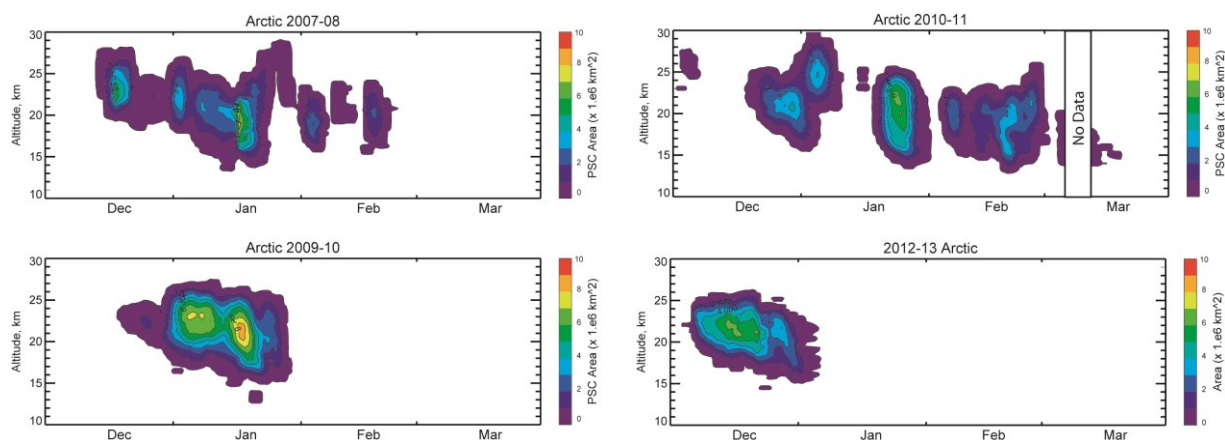 Arctic 2007-08
30
25
20
15
10
Altitude, km
Dec
Jan
Feb
Mar
10
8
6
4
2
0
PSC Area (x 1.e6 km^2)
Arctic 2010-11
30
25
20
15
10
Altitude, km
No Data
Dec
Jan
Feb
Mar
10
8
6
4
2
0
PSC Area (x 1.e6 km^2)
Arctic 2009-10
30
25
20
15
10
Altitude, km
Dec
Jan
Feb
Mar
10
8
6
4
2
0
PSC Area (x 1.e6 km^2)
2012-13 Arctic
30
25
20
15
10
Altitude, km
Dec
Jan
Feb
Mar
10
8
6
4
2
0
Area (x 1.e6 km^2)